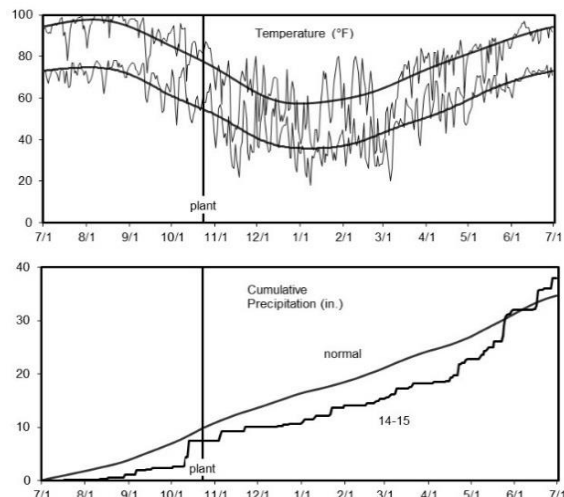 100
Temperature (°F)
80
60
40
20
plant
0
7/1 8/1 9/1 10/1 11/1 12/1 1/1 2/1 3/1 4/1 5/1 6/1 7/1
40
Cumulative
Precipitation (in.)
30
normal
20
14-15
10
plant
0
7/1 8/1 9/1 10/1 11/1 12/1 1/1 2/1 3/1 4/1 5/1 6/1 7/1